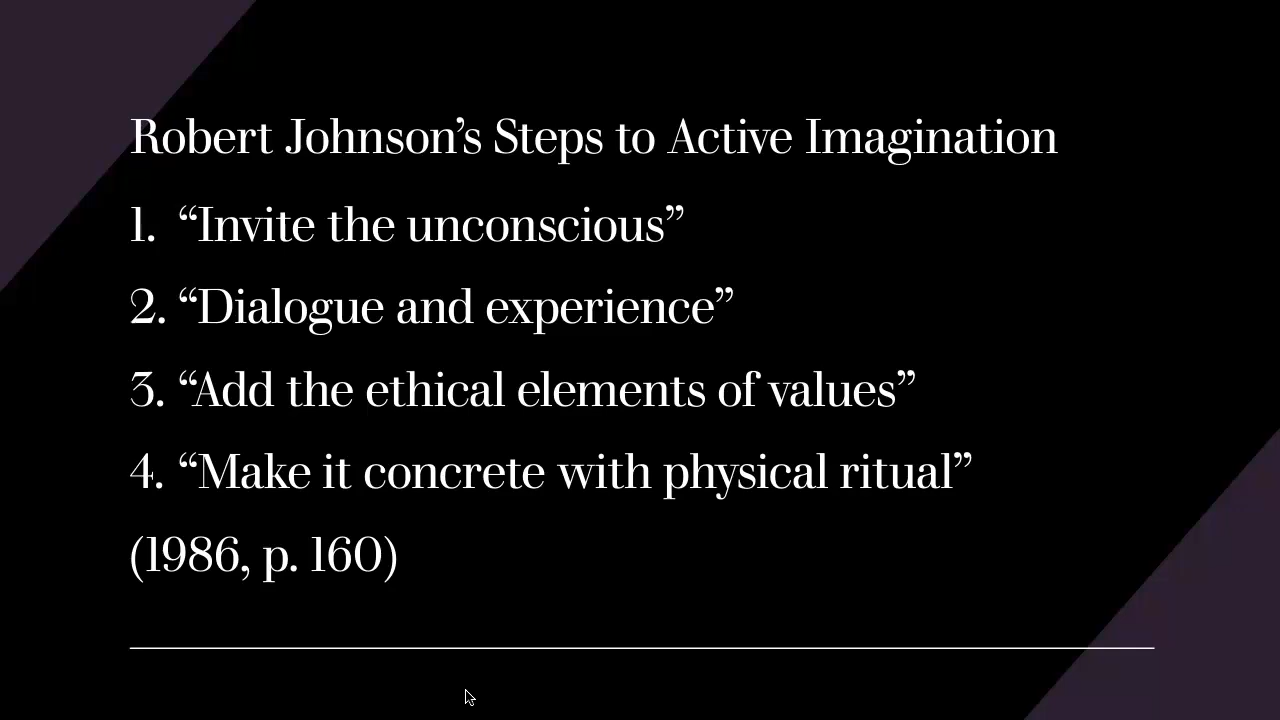 Robert Johnson’s Steps to Active Imagination
1. “Invite the unconscious”
2. “Dialogue and experience”
3. “Add the ethical elements of values”
4. “Make it concrete with physical ritual”
(1986, p. 160)